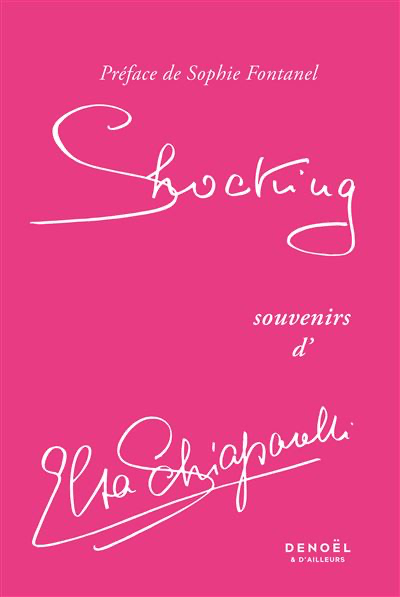 Préface de Sophie Fontanel
Shocking
souvenirs
d'
Elsa Schiaparelli
DENOËL
& D'AILLEURS